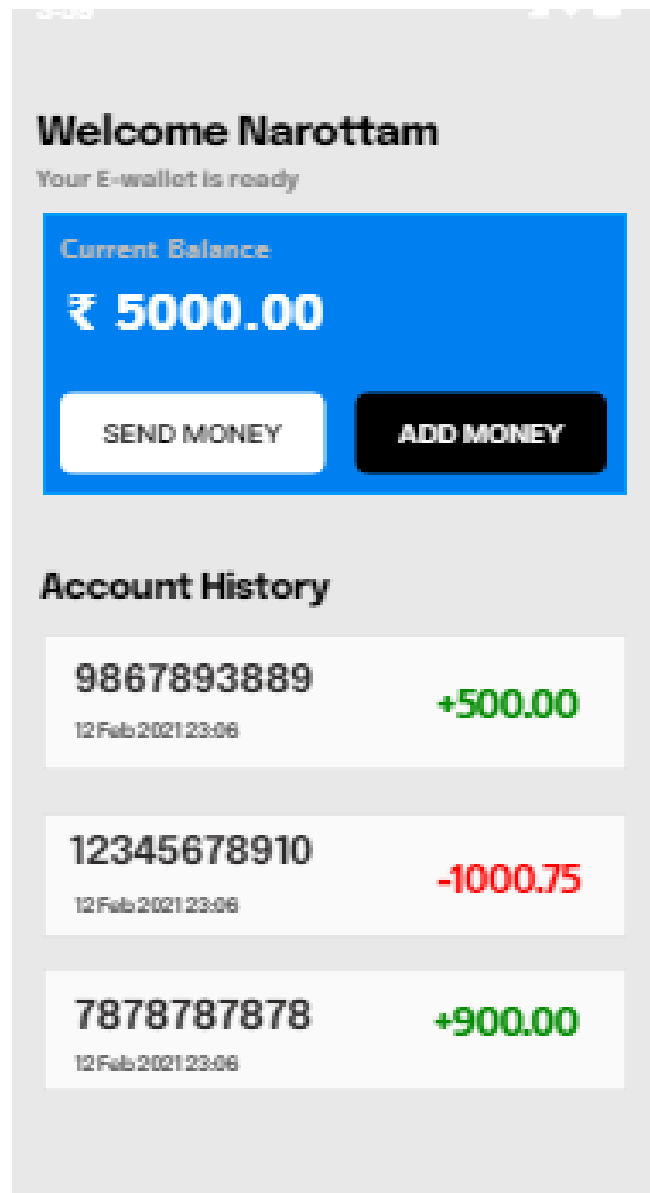 Welcome Narottam
Your E-wallet is ready
Current Balance
₹ 5000.00
SEND MONEY ADD MONEY
Account History
9867893889
+500.00
12 Feb 2021 23:06
12345678910
-1000.75
12 Feb 2021 23:06
7878787878
+900.00
12 Feb 2021 23:06